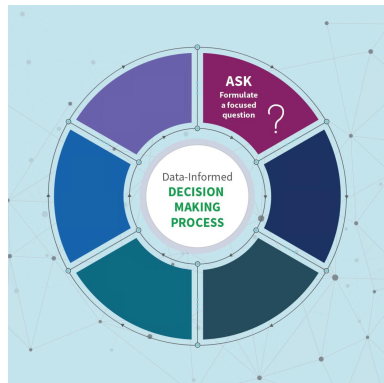 ASK
Formulate
a focused
question
?
Data-Informed
DECISION
MAKING
PROCESS